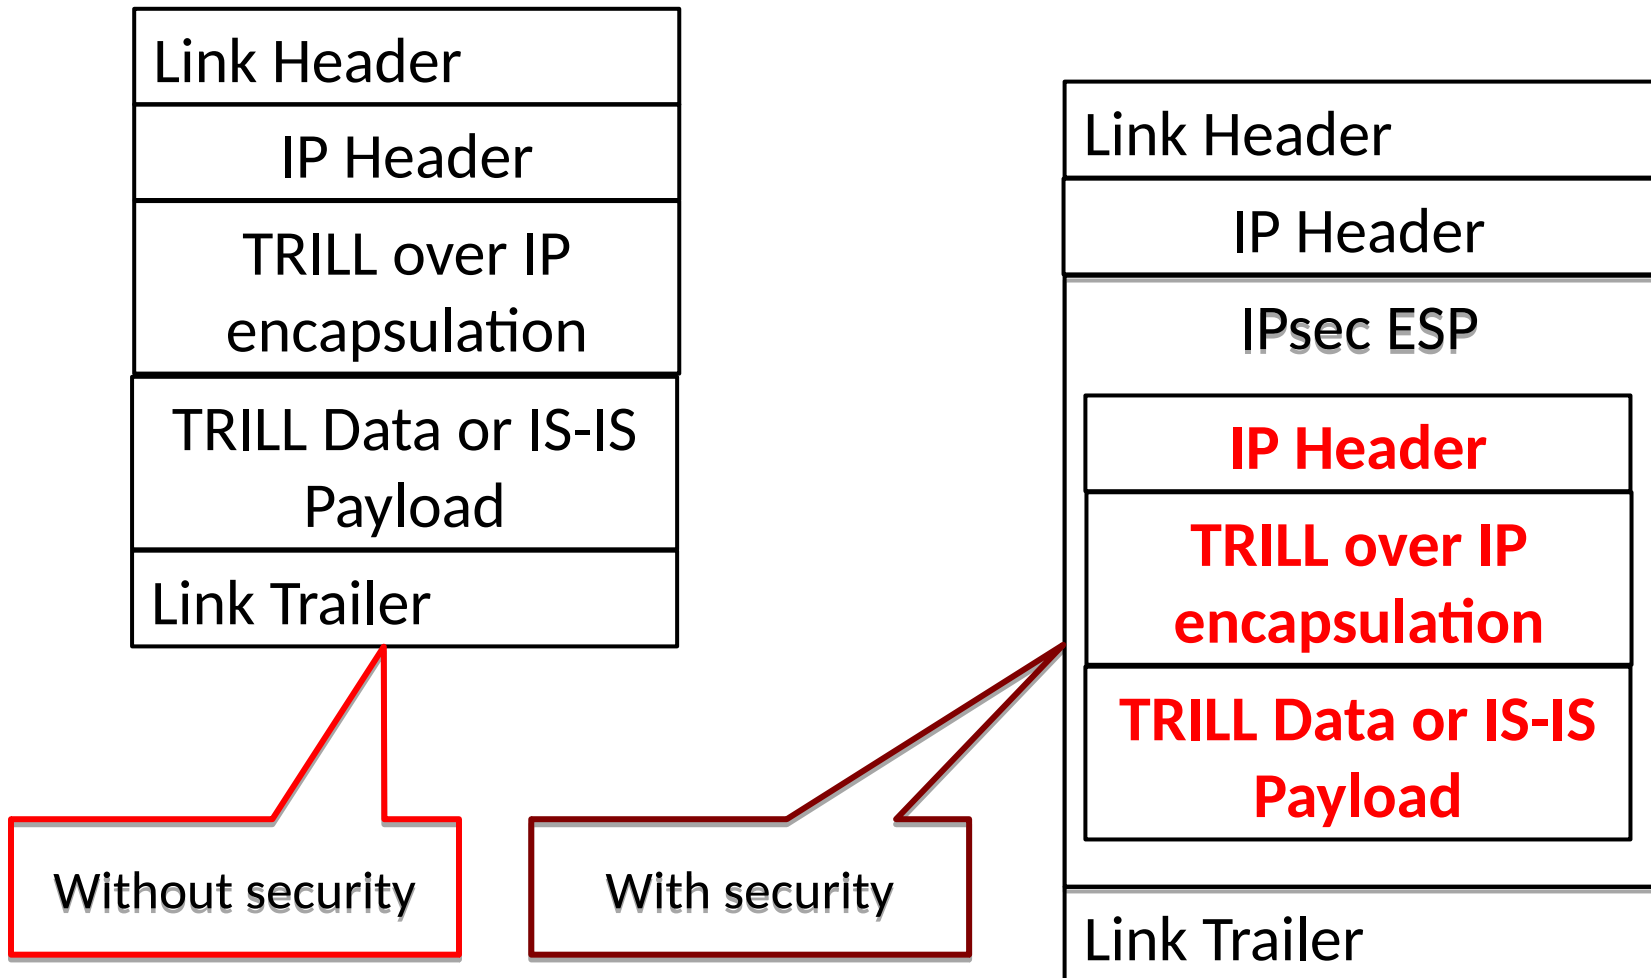 Link Header
IP Header
TRILL over IP
encapsulation
TRILL Data or IS-IS
Payload
Link Trailer
Without security
With security
Link Header
IP Header
IPsec ESP
IP Header
TRILL over IP
encapsulation
TRILL Data or IS-IS
Payload
Link Trailer